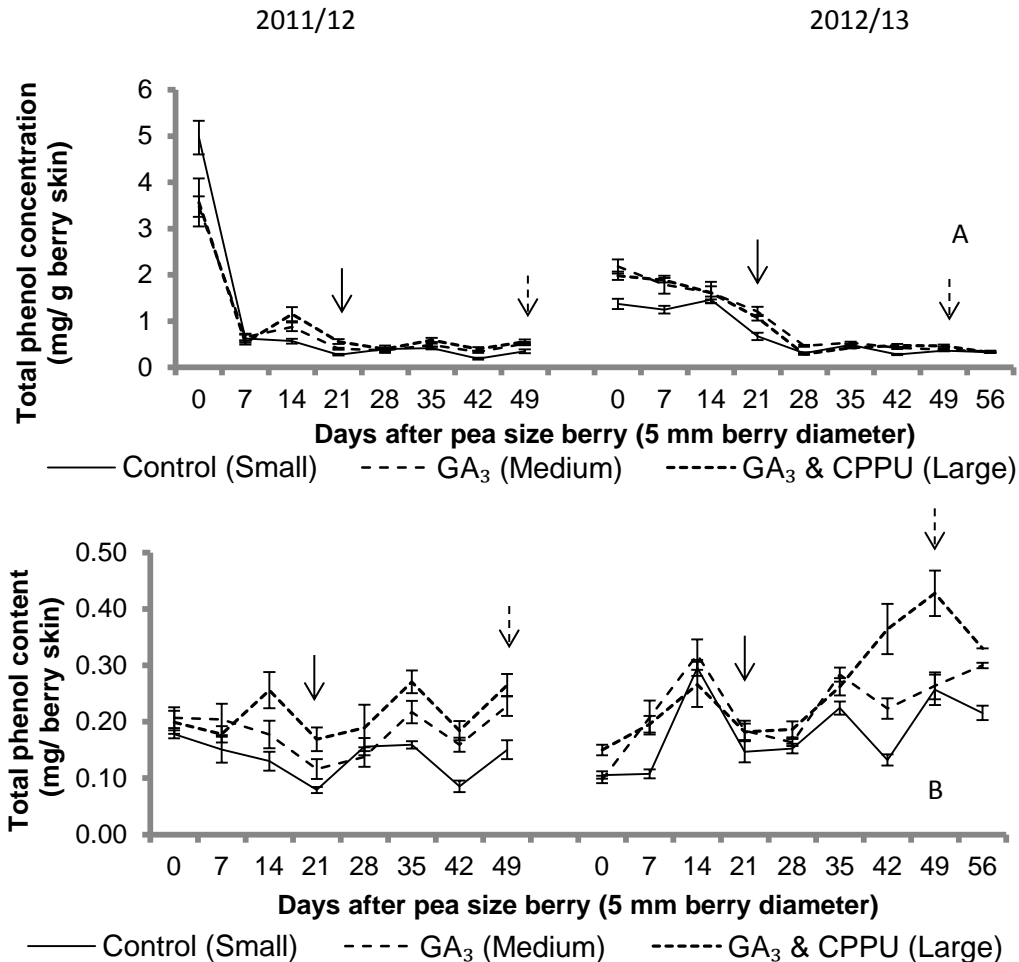 2011/12 2012/13
Total phenol concentration
(mg/ g berry skin)
6
5
4
3
2
1
0
A
0 7 14 21 28 35 42 49 0 7 14 21 28 35 42 49 56
Days after pea size berry (5 mm berry diameter)
Control (Small) GA₃ (Medium) GA₃ & CPPU (Large)
Total phenol content
(mg/ berry skin)
0.50
0.40
0.30
0.20
0.10
0.00
B
0 7 14 21 28 35 42 49 0 7 14 21 28 35 42 49 56
Days after pea size berry (5 mm berry diameter)
Control (Small) GA₃ (Medium) GA₃ & CPPU (Large)